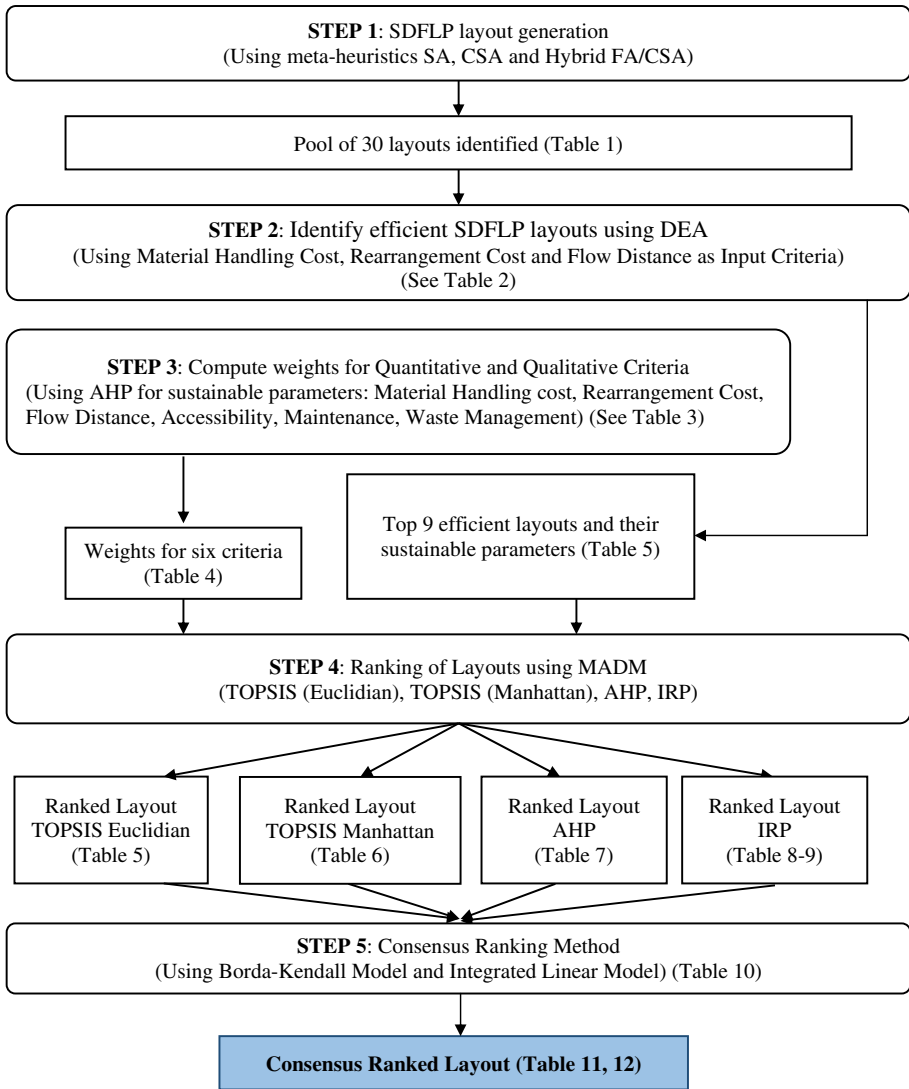 STEP 1: SDFLP layout generation
(Using meta-heuristics SA, CSA and Hybrid FA/CSA)
Pool of 30 layouts identified (Table 1)
STEP 2: Identify efficient SDFLP layouts using DEA
(Using Material Handling Cost, Rearrangement Cost and Flow Distance as Input Criteria)
(See Table 2)
STEP 3: Compute weights for Quantitative and Qualitative Criteria
(Using AHP for sustainable parameters: Material Handling cost, Rearrangement Cost,
Flow Distance, Accessibility, Maintenance, Waste Management) (See Table 3)
Weights for six criteria
(Table 4)
Top 9 efficient layouts and their
sustainable parameters (Table 5)
STEP 4: Ranking of Layouts using MADM
(TOPSIS (Euclidian), TOPSIS (Manhattan), AHP, IRP)
Ranked Layout
TOPSIS Euclidian
(Table 5)
Ranked Layout
TOPSIS Manhattan
(Table 6)
Ranked Layout
AHP
(Table 7)
Ranked Layout
IRP
(Table 8-9)
STEP 5: Consensus Ranking Method
(Using Borda-Kendall Model and Integrated Linear Model) (Table 10)
Consensus Ranked Layout (Table 11, 12)